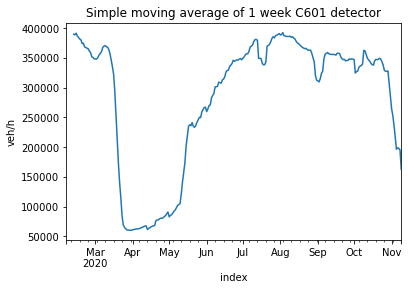 Simple moving average of 1 week C601 detector
400000
350000
300000
250000
200000
150000
100000
50000
veh/h
Mar Apr May Jun Jul Aug Sep Oct Nov
2020
index